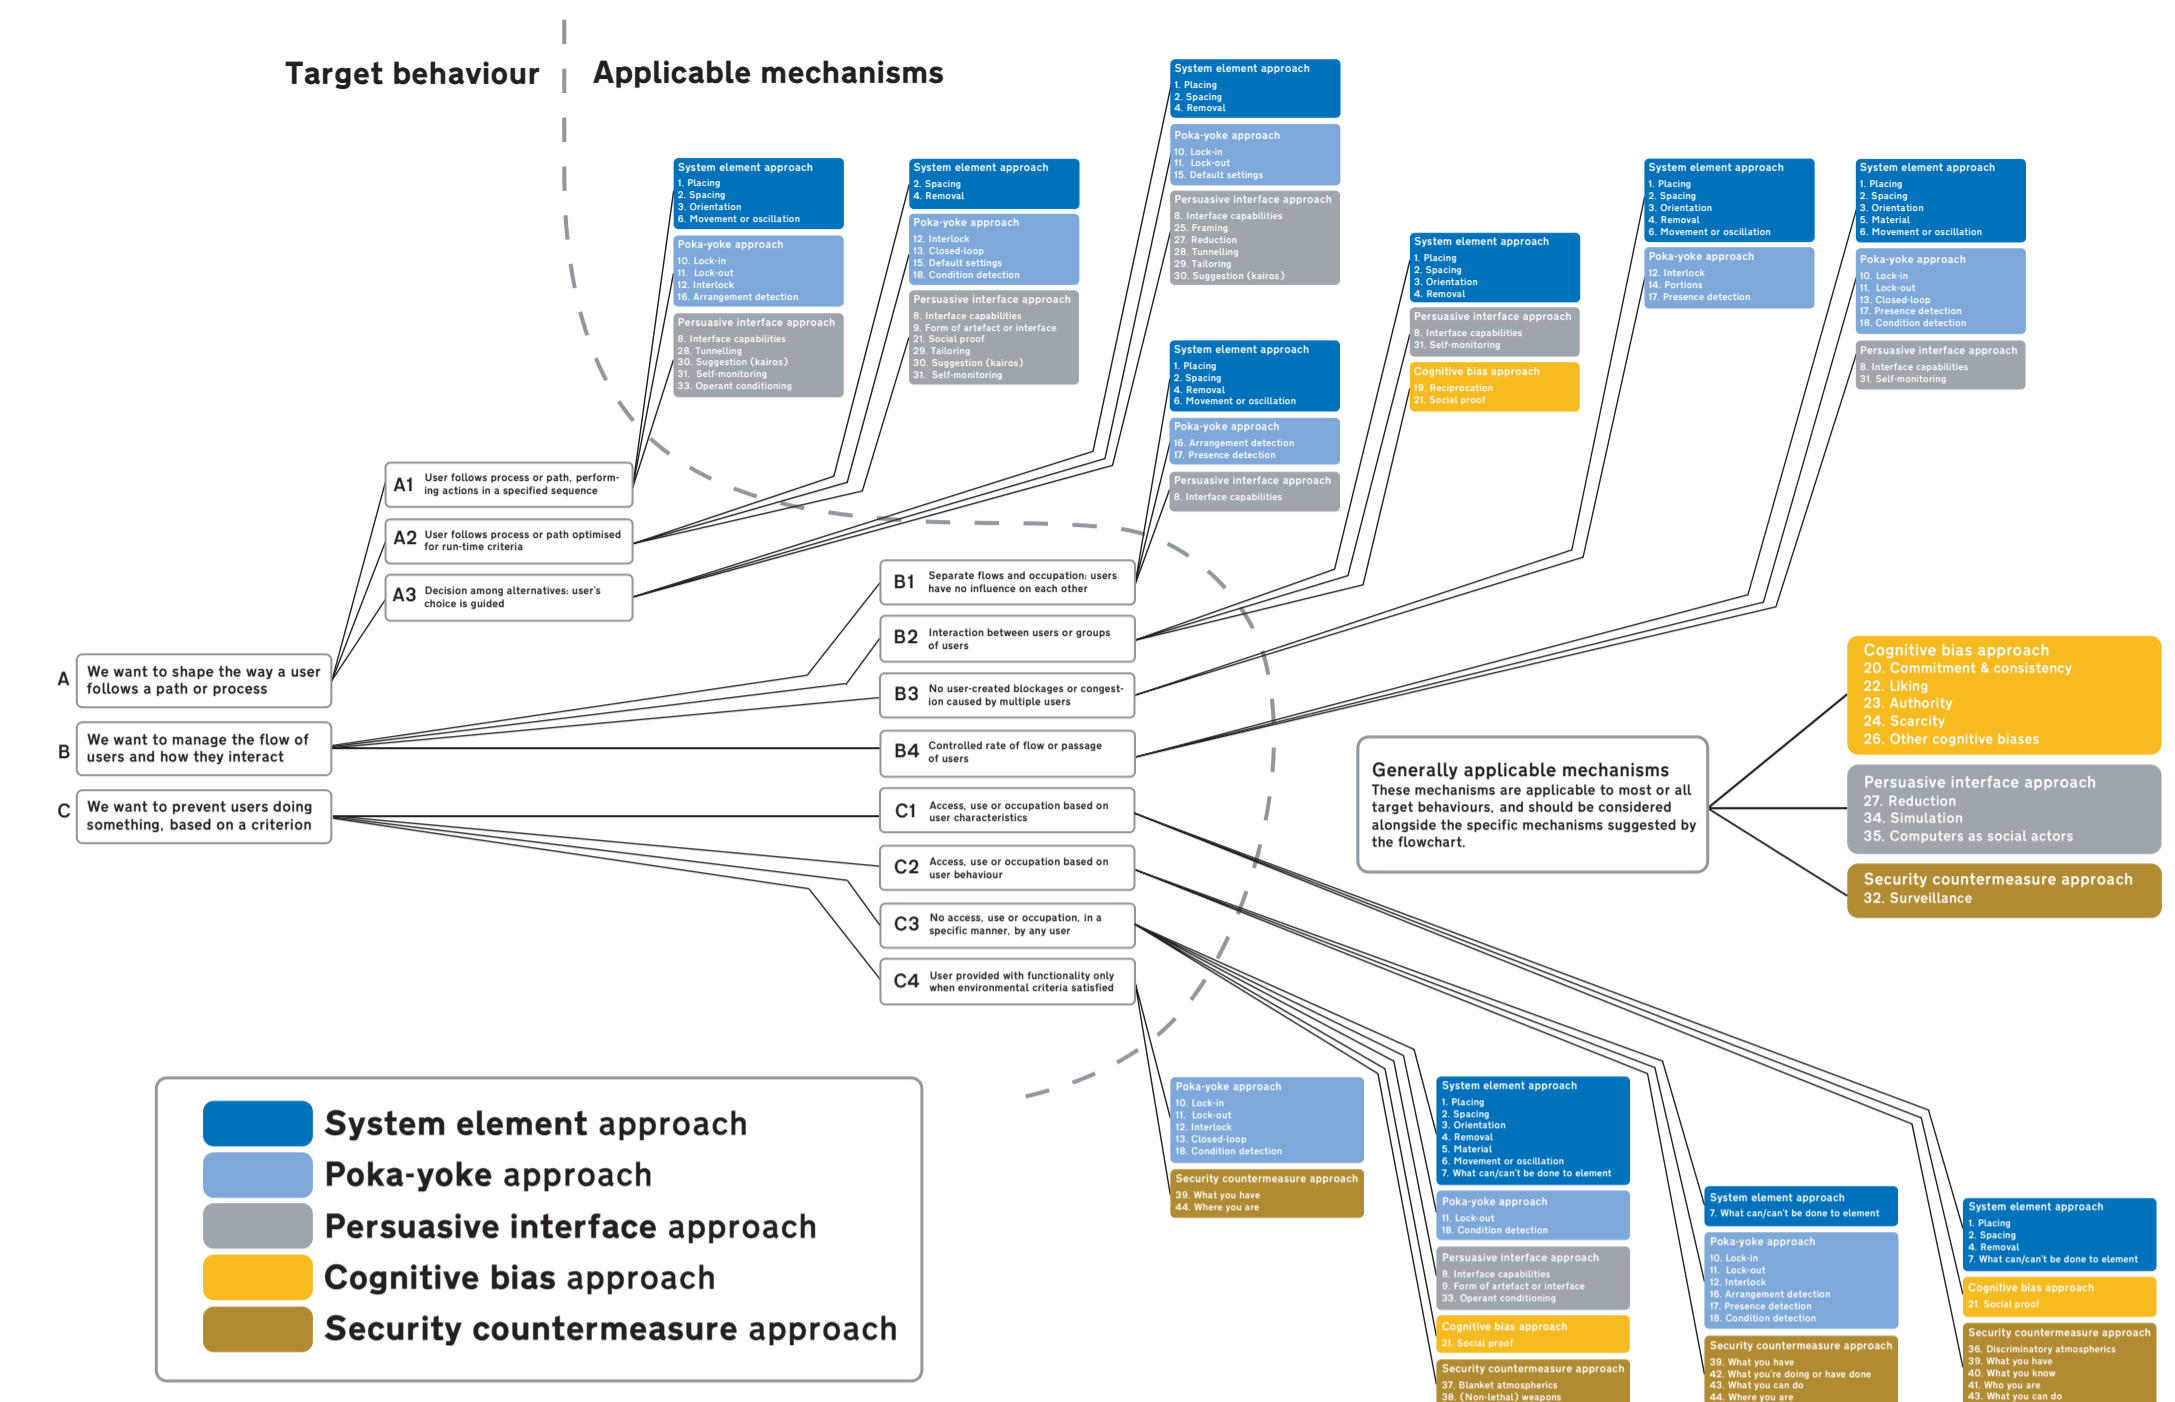 Target behaviour
Applicable mechanisms
System element approach
1. Placing
2. Spacing
3. Orientation
6. Movement or oscillation
Poka-yoke approach
10. Lock-in
11. Lock-out
12. Interlock
16. Arrangement detection
Persuasive interface approach
8. Interface capabilities
28. Tunnelling
30. Suggestion (kairos)
31. Self-monitoring
33. Operant conditioning
System element approach
2. Spacing
4. Removal
Poka-yoke approach
12. Interlock
13. Closed-loop
15. Default settings
18. Condition detection
Persuasive interface approach
8. Interface capabilities
9. Form of artefact or interface
21. Social proof
29. Tailoring
30. Suggestion (kairos)
31. Self-monitoring
System element approach
1. Placing
2. Spacing
4. Removal
Poka-yoke approach
10. Lock-in
11. Lock-out
15. Default settings
Persuasive interface approach
8. Interface capabilities
25. Framing
27. Reduction
28. Tunnelling
29. Tailoring
30. Suggestion (kairos)
System element approach
1. Placing
2. Spacing
4. Removal
6. Movement or oscillation
Poka-yoke approach
16. Arrangement detection
17. Presence detection
Persuasive interface approach
8. Interface capabilities
System element approach
1. Placing
2. Spacing
3. Orientation
4. Removal
Persuasive interface approach
8. Interface capabilities
31. Self-monitoring
Cognitive bias approach
19. Reciprocation
21. Social proof
System element approach
1. Placing
2. Spacing
3. Orientation
4. Removal
6. Movement or oscillation
Poka-yoke approach
12. Interlock
14. Portions
17. Presence detection
System element approach
1. Placing
2. Spacing
3. Orientation
5. Material
6. Movement or oscillation
Poka-yoke approach
10. Lock-in
11. Lock-out
13. Closed-loop
17. Presence detection
18. Condition detection
Persuasive interface approach
8. Interface capabilities
31. Self-monitoring
A1 User follows process or path, perform-
ing actions in a specified sequence
A2 User follows process or path optimised
for run-time criteria
A3 Decision among alternatives: user's
choice is guided
A We want to shape the way a user
follows a path or process
B We want to manage the flow of
users and how they interact
C We want to prevent users doing
something, based on a criterion
B1 Separate flows and occupation: users
have no influence on each other
B2 Interaction between users or groups
of users
B3 No user-created blockages or congest-
ion caused by multiple users
B4 Controlled rate of flow or passage
of users
C1 Access, use or occupation based on
user characteristics
C2 Access, use or occupation based on
user behaviour
C3 No access, use or occupation, in a
specific manner, by any user
C4 User provided with functionality only
when environmental criteria satisfied
Generally applicable mechanisms
These mechanisms are applicable to most or all
target behaviours, and should be considered
alongside the specific mechanisms suggested by
the flowchart.
Cognitive bias approach
20. Commitment & consistency
22. Liking
23. Authority
24. Scarcity
26. Other cognitive biases
Persuasive interface approach
27. Reduction
34. Simulation
35. Computers as social actors
Security countermeasure approach
32. Surveillance
System element approach
Poka-yoke approach
Persuasive interface approach
Cognitive bias approach
Security countermeasure approach
Poka-yoke approach
10. Lock-in
11. Lock-out
12. Interlock
13. Closed-loop
18. Condition detection
Security countermeasure approach
39. What you have
44. Where you are
System element approach
1. Placing
2. Spacing
3. Orientation
4. Removal
5. Material
6. Movement or oscillation
7. What can/can't be done to element
Poka-yoke approach
11. Lock-out
18. Condition detection
Persuasive interface approach
8. Interface capabilities
9. Form of artefact or interface
33. Operant conditioning
Cognitive bias approach
21. Social proof
Security countermeasure approach
37. Blanket atmospherics
38. (Non-lethal) weapons
System element approach
7. What can/can't be done to element
Poka-yoke approach
10. Lock-in
11. Lock-out
12. Interlock
16. Arrangement detection
17. Presence detection
18. Condition detection
Security countermeasure approach
39. What you have
42. What you're doing or have done
43. What you can do
44. Where you are
System element approach
1. Placing
2. Spacing
4. Removal
7. What can/can't be done to element
Cognitive bias approach
21. Social proof
Security countermeasure approach
36. Discriminatory atmospherics
39. What you have
40. What you know
41. Who you are
43. What you can do